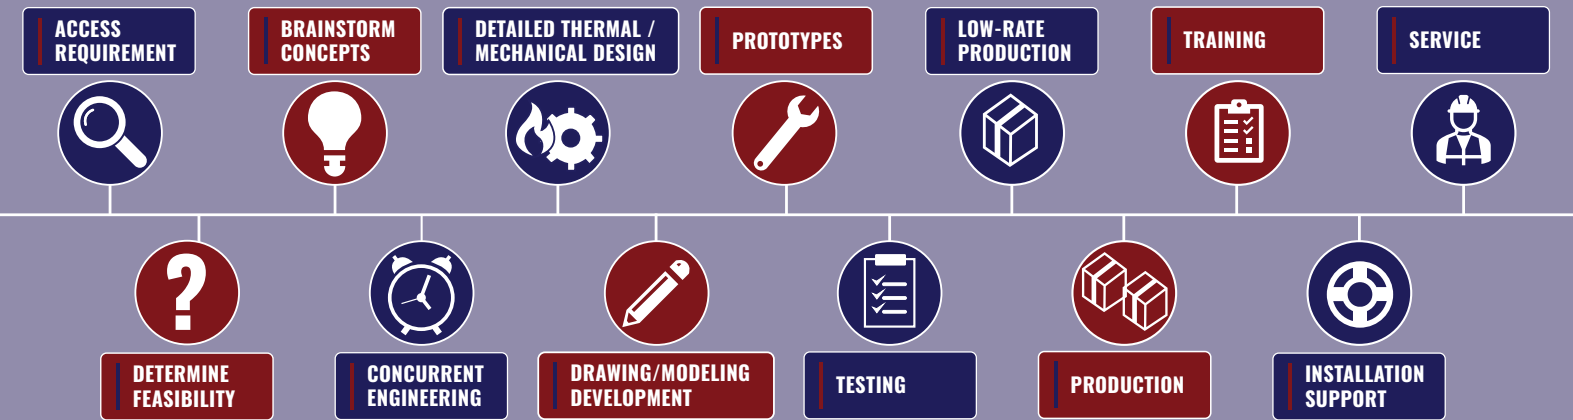 ACCESS
REQUIREMENT
BRAINSTORM
CONCEPTS
DETAILED THERMAL /
MECHANICAL DESIGN
PROTOTYPES
LOW-RATE
PRODUCTION
TRAINING
SERVICE
DETERMINE
FEASIBILITY
CONCURRENT
ENGINEERING
DRAWING/MODELING
DEVELOPMENT
TESTING
PRODUCTION
INSTALLATION
SUPPORT